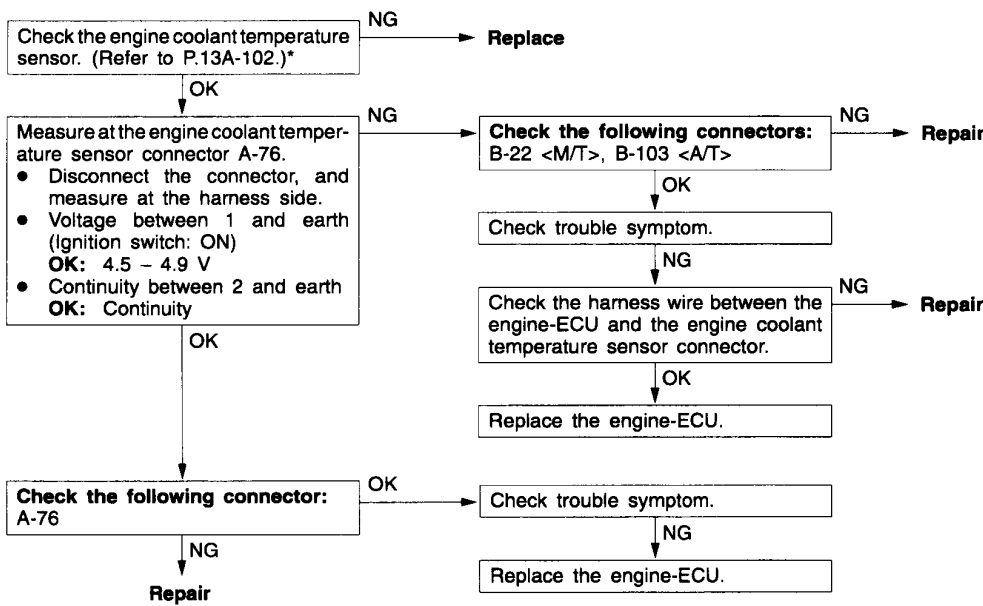 Check the engine coolant temperature
sensor. (Refer to P.13A-102.)*
NG
Replace
OK
Measure at the engine coolant temper-
ature sensor connector A-76.
● Disconnect the connector, and
measure at the harness side.
● Voltage between 1 and earth
(Ignition switch: ON)
OK: 4.5 – 4.9 V
● Continuity between 2 and earth
OK: Continuity
NG
Check the following connectors:
B-22 <M/T>, B-103 <A/T>
NG
Repair
OK
Check trouble symptom.
NG
Check the harness wire between the
engine-ECU and the engine coolant
temperature sensor connector.
NG
Repair
OK
Replace the engine-ECU.
OK
Check the following connector:
A-76
OK
Check trouble symptom.
NG
Replace the engine-ECU.
NG
Repair